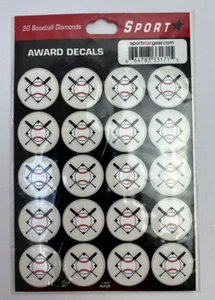 20 Baseball Diamonds SPORT
AWARD DECALS
sportstargear.com